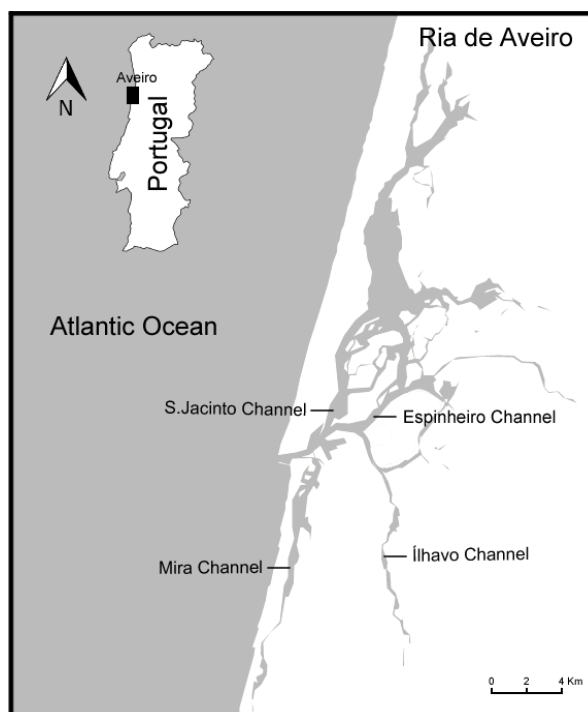 Ria de Aveiro
Aveiro
N
Portugal
Atlantic Ocean
S.Jacinto Channel
Espinheiro Channel
Mira Channel
Ílhavo Channel
0 2 4 Km